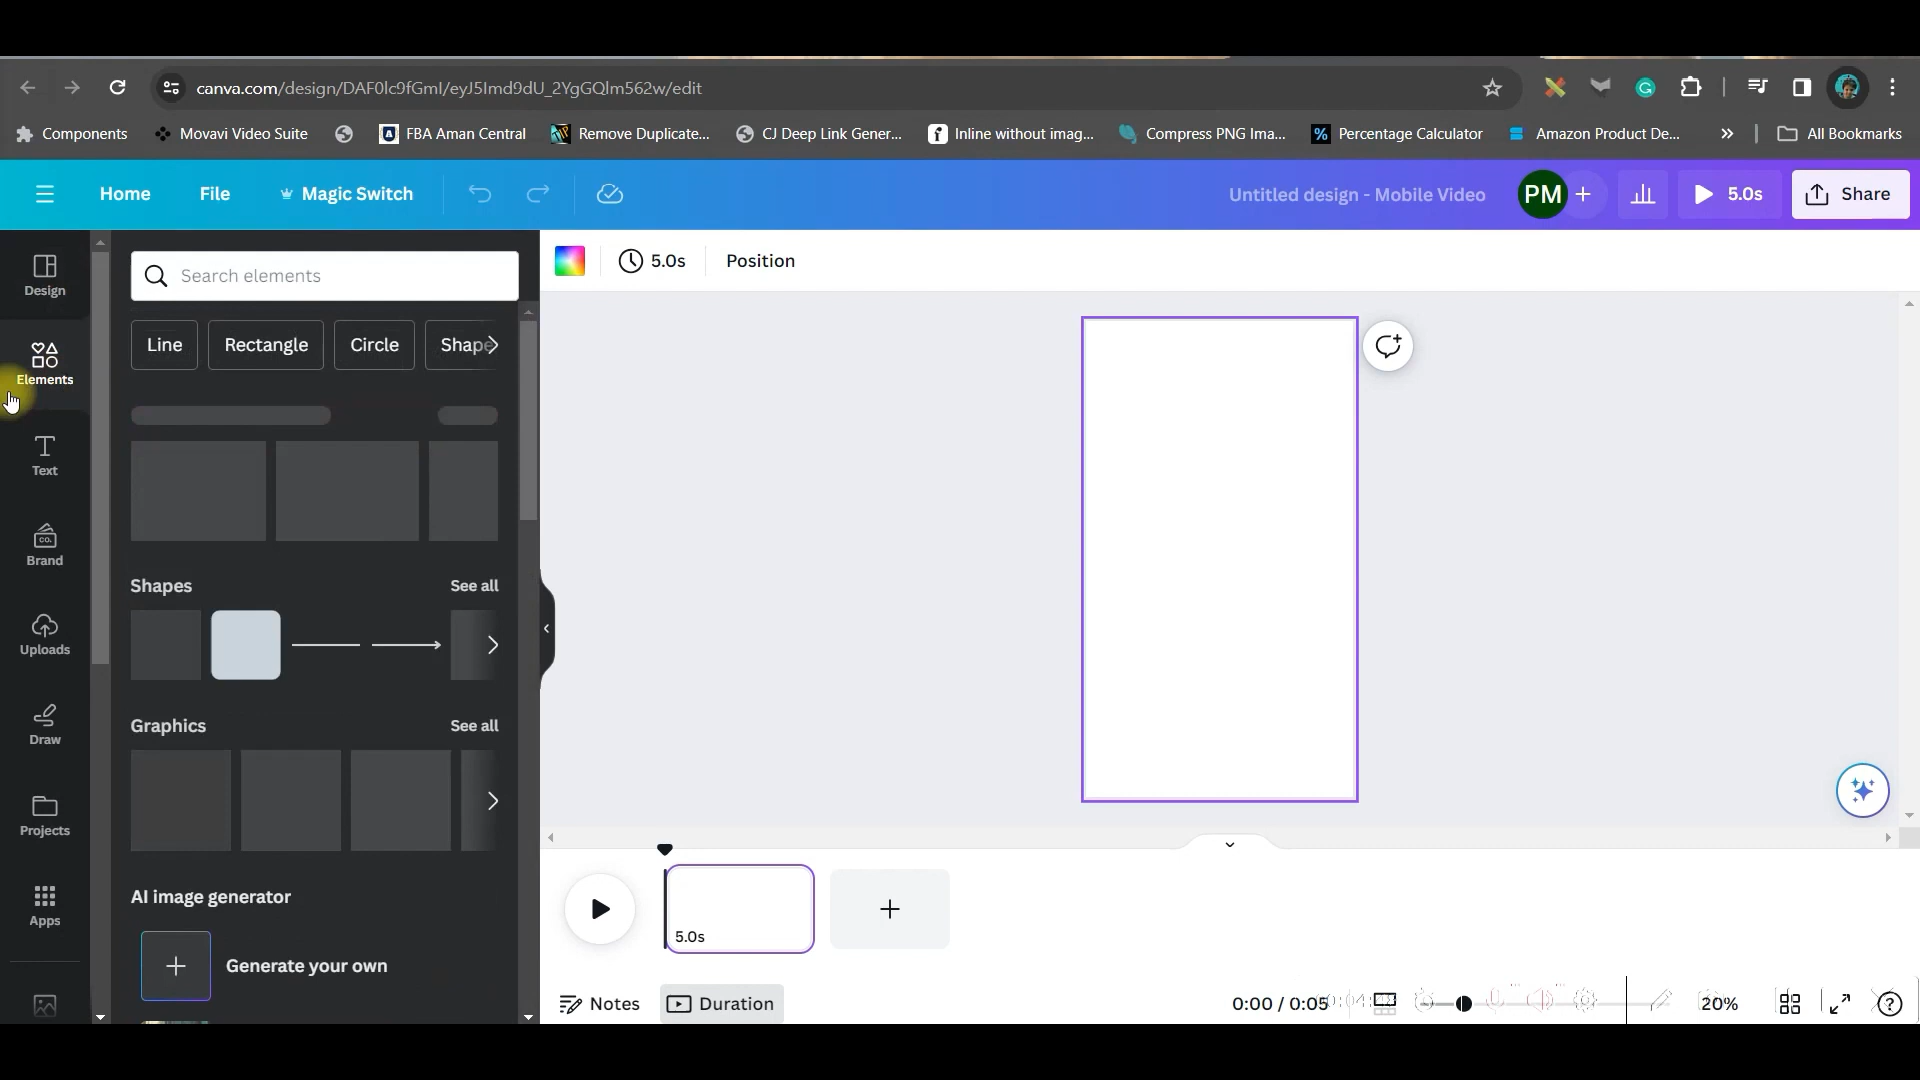 canva.com/design/DAF0lc9fGmI/eyJ5Imd9dU_2YgGQlm562w/edit
Components
Movavi Video Suite
FBA Aman Central
Remove Duplicate...
CJ Deep Link Gener...
Inline without imag...
Compress PNG Ima...
Percentage Calculator
Amazon Product De...
All Bookmarks
Home
File
Magic Switch
Untitled design - Mobile Video
PM
5.0s
Share
Design
Elements
Text
Brand
Uploads
Draw
Projects
Apps
Search elements
Line
Rectangle
Circle
Shape
Shapes
See all
Graphics
See all
AI image generator
Generate your own
5.0s
Position
5.0s
Notes
Duration
0:00 / 0:05
20%